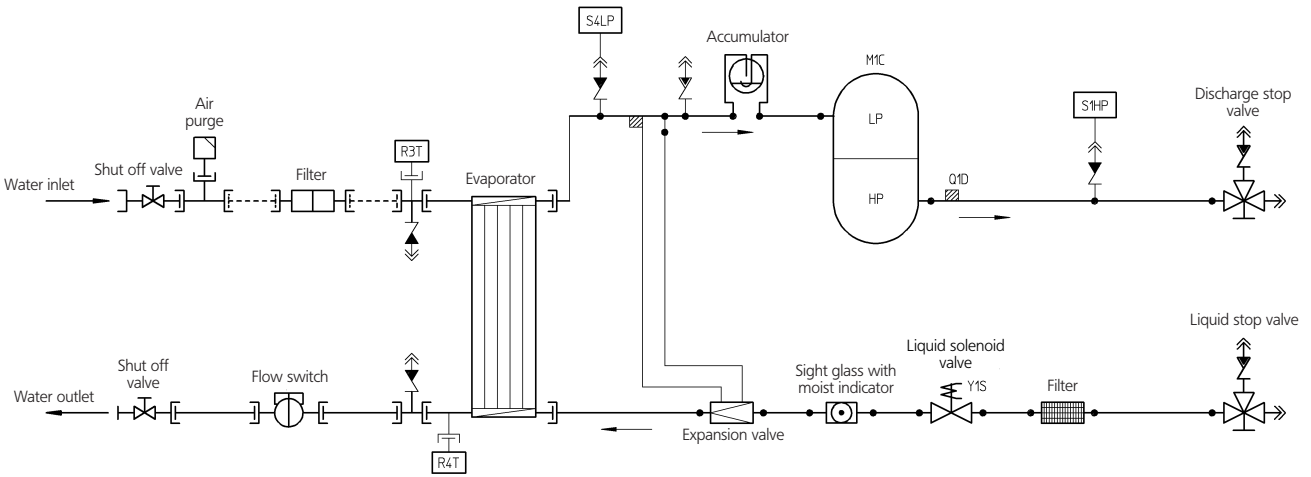 S4LP
Accumulator
M1C
LP
HP
S1HP
Discharge stop
valve
Air
purge
Shut off valve
Water inlet
Filter
R3T
Evaporator
Q1D
Liquid stop valve
Shut off
valve
Water outlet
Flow switch
R4T
Expansion valve
Sight glass with
moist indicator
Liquid solenoid
valve
Y1S
Filter